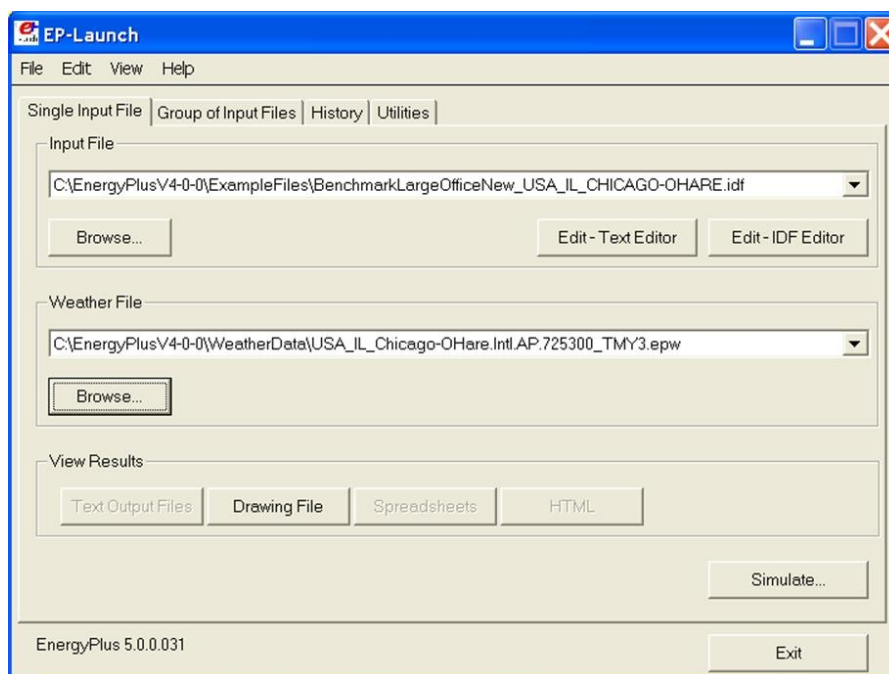 EP-Launch
File Edit View Help
Single Input File Group of Input Files History Utilities
Input File
C:\EnergyPlusV4-0-0\ExampleFiles\BenchmarkLargeOfficeNew_USA_IL_CHICAGO-OHARE.idf
Browse... Edit - Text Editor Edit - IDF Editor
Weather File
C:\EnergyPlusV4-0-0\WeatherData\USA_IL_Chicago-OHare.Intl.AP.725300_TMY3.epw
Browse...
View Results
Text Output Files Drawing File Spreadsheets HTML
Simulate...
EnergyPlus 5.0.0.031
Exit